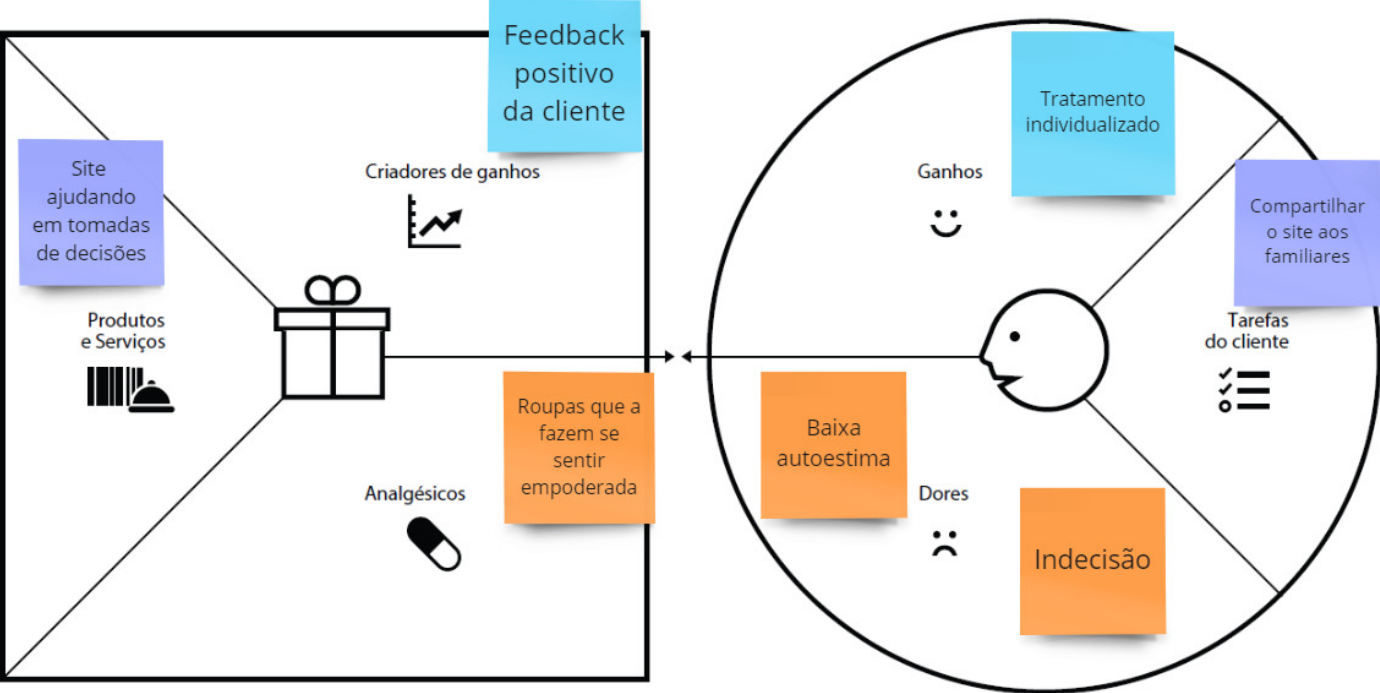 Feedback
positivo
da cliente
Criadores de ganhos
Site
ajudando
em tomadas
de decisões
Produtos
e Serviços
Roupas que a
fazem se
sentir
empoderada
Analgésicos
Tratamento
individualizado
Ganhos
Compartilhar
o site aos
familiares
Tarefas
do cliente
Baixa
autoestima
Dores
Indecisão